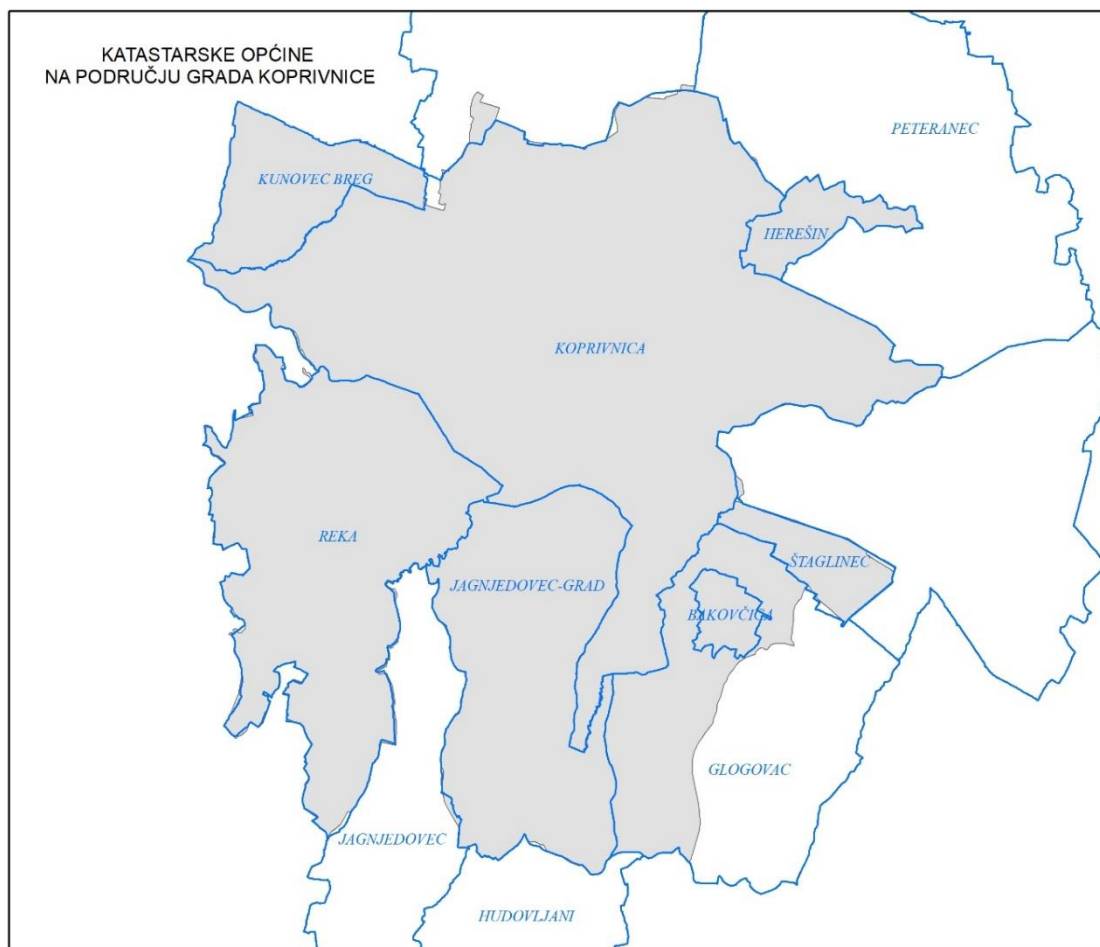 KATASTARSKE OPĆINE
NA PODRUČJU GRADA KOPRIVNICE
PETERANEC
KUNOVEC BREG
HEREŠIN
KOPRIVNICA
REKA
JAGNJEDOVEC-GRAD
ŠTAGLINEC
BAKOVČICA
GLOGOVAC
JAGNJEDOVEC
HUDOVLJANI